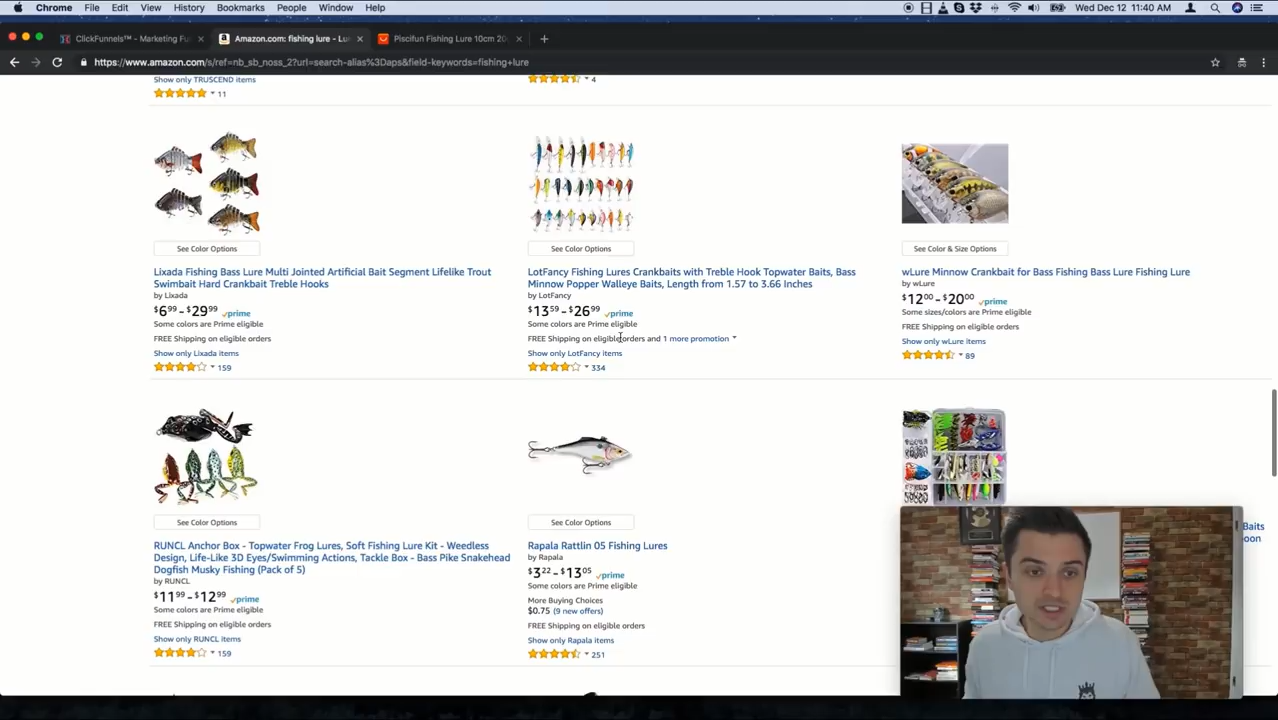 Chrome File Edit View History Bookmarks People Window Help Wed Dec 12 11:40 AM
ClickFunnels™ - Marketing Fu
Amazon.com: fishing lure - Lu
Piscifun Fishing Lure 10cm 20
https://www.amazon.com/s/ref=nb_sb_noss_2?url=search-alias%3Daps&field-keywords=fishing+lure
Show only TRUSCEND items
11
4
See Color Options
Lixada Fishing Bass Lure Multi Jointed Artificial Bait Segment Lifelike Trout
Swimbait Hard Crankbait Treble Hooks
by Lixada
$6.99 - $29.99 prime
Some colors are Prime eligible
FREE Shipping on eligible orders
Show only Lixada items
159
See Color Options
LotFancy Fishing Lures Crankbaits with Treble Hook Topwater Baits, Bass
Minnow Popper Walleye Baits, Length from 1.57 to 3.66 Inches
by LotFancy
$13.59 - $26.99 prime
Some colors are Prime eligible
FREE Shipping on eligible orders and 1 more promotion
Show only LotFancy items
334
See Color & Size Options
wLure Minnow Crankbait for Bass Fishing Bass Lure Fishing Lure
by wLure
$12.00 - $20.00 prime
Some sizes/colors are Prime eligible
FREE Shipping on eligible orders
Show only wLure items
89
See Color Options
RUNCL Anchor Box - Topwater Frog Lures, Soft Fishing Lure Kit - Weedless
Design, Life-Like 3D Eyes/Swimming Actions, Tackle Box - Bass Pike Snakehead
Dogfish Musky Fishing (Pack of 5)
by RUNCL
$11.99 - $12.99 prime
Some colors are Prime eligible
FREE Shipping on eligible orders
Show only RUNCL items
159
See Color Options
Rapala Rattlin 05 Fishing Lures
by Rapala
$3.22 - $13.05 prime
Some colors are Prime eligible
More Buying Choices
$0.75 (9 new offers)
FREE Shipping on eligible orders
Show only Rapala items
251
Baits
oon